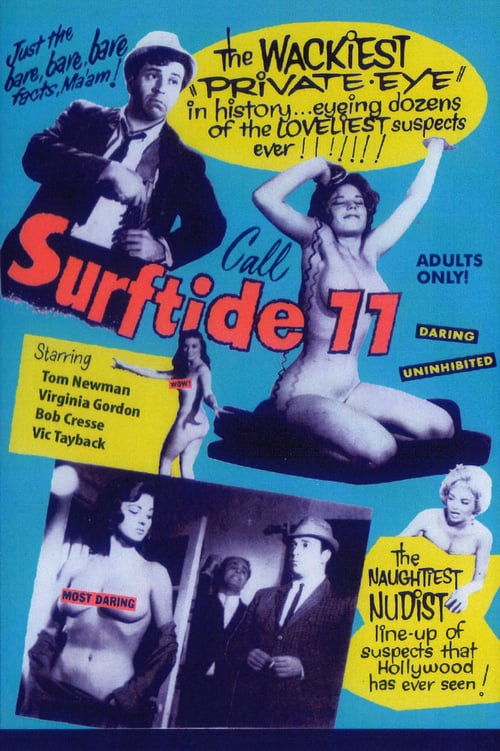 Just the
bare, bare, bare
facts, Ma'am!
the WACKiEST
"PRiVATE-EYE"
in history...eyeing dozens
of the LOVELiEST suspects
ever!!!!!!!
Call
Surftide 77
ADULTS
ONLY!
DARING
UNINHIBITED
Starring
Tom Newman
Virginia Gordon
Bob Cresse
Vic Tayback
WOW!
MOST DARING
the
NAUGHTiEST
NUDiST
line-up of
suspects that
Hollywood
has ever seen!